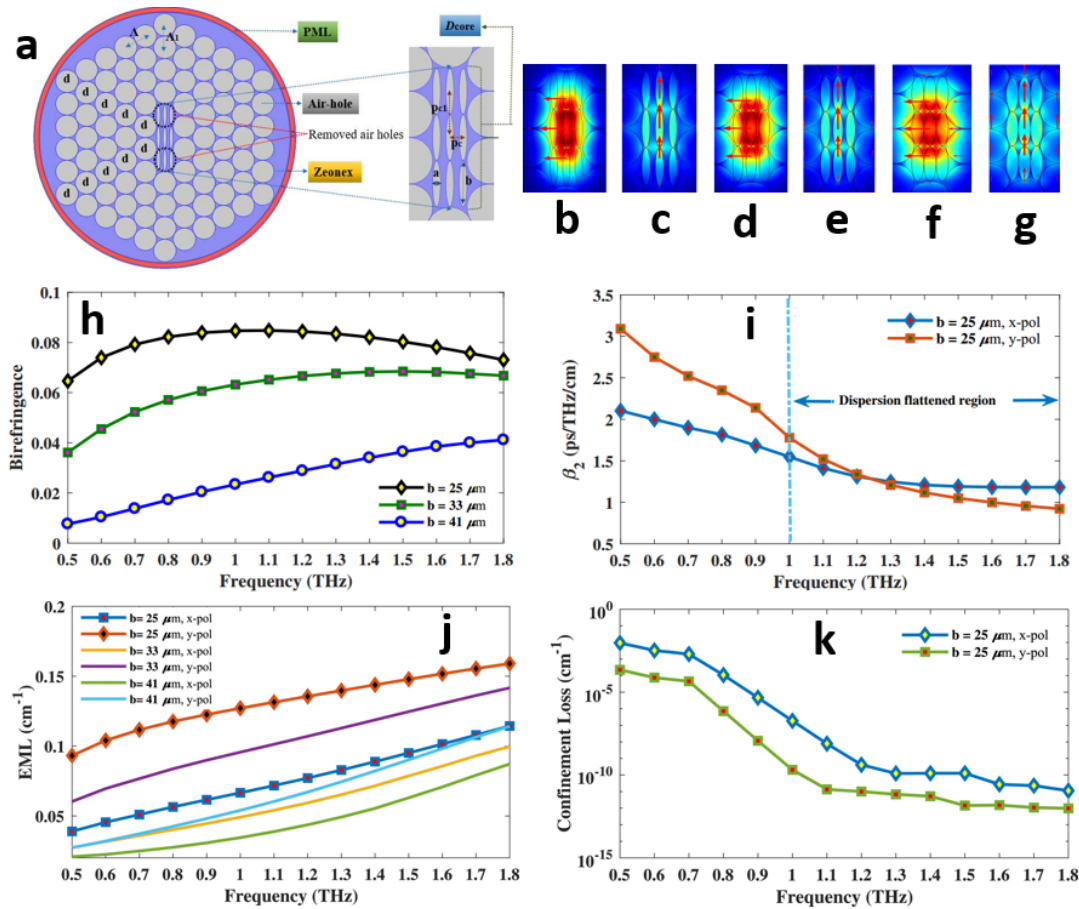 a
PML
Λ
Λ1
d
d
d
d
d
d
d
d
d
d
Air-hole
Removed air holes
Zeonex
Dcore
pc1
pc
a
b
b
c
d
e
f
g
h
Birefringence
0.1
0.08
0.06
0.04
0.02
0
b = 25 μm
b = 33 μm
b = 41 μm
0.5 0.6 0.7 0.8 0.9 1 1.1 1.2 1.3 1.4 1.5 1.6 1.7 1.8
Frequency (THz)
i
β2 (ps/THz/cm)
3.5
3
2.5
2
1.5
1
0.5
b = 25 μm, x-pol
b = 25 μm, y-pol
Dispersion flattened region
0.5 0.6 0.7 0.8 0.9 1 1.1 1.2 1.3 1.4 1.5 1.6 1.7 1.8
Frequency (THz)
j
EML (cm-1)
0.2
0.15
0.1
0.05
b= 25 μm, x-pol
b= 25 μm, y-pol
b= 33 μm, x-pol
b= 33 μm, y-pol
b= 41 μm, x-pol
b= 41 μm, y-pol
0.5 0.6 0.7 0.8 0.9 1 1.1 1.2 1.3 1.4 1.5 1.6 1.7 1.8
Frequency (THz)
k
Confinement Loss (cm-1)
10^0
10^-5
10^-10
10^-15
b = 25 μm, x-pol
b = 25 μm, y-pol
0.5 0.6 0.7 0.8 0.9 1 1.1 1.2 1.3 1.4 1.5 1.6 1.7 1.8
Frequency (THz)